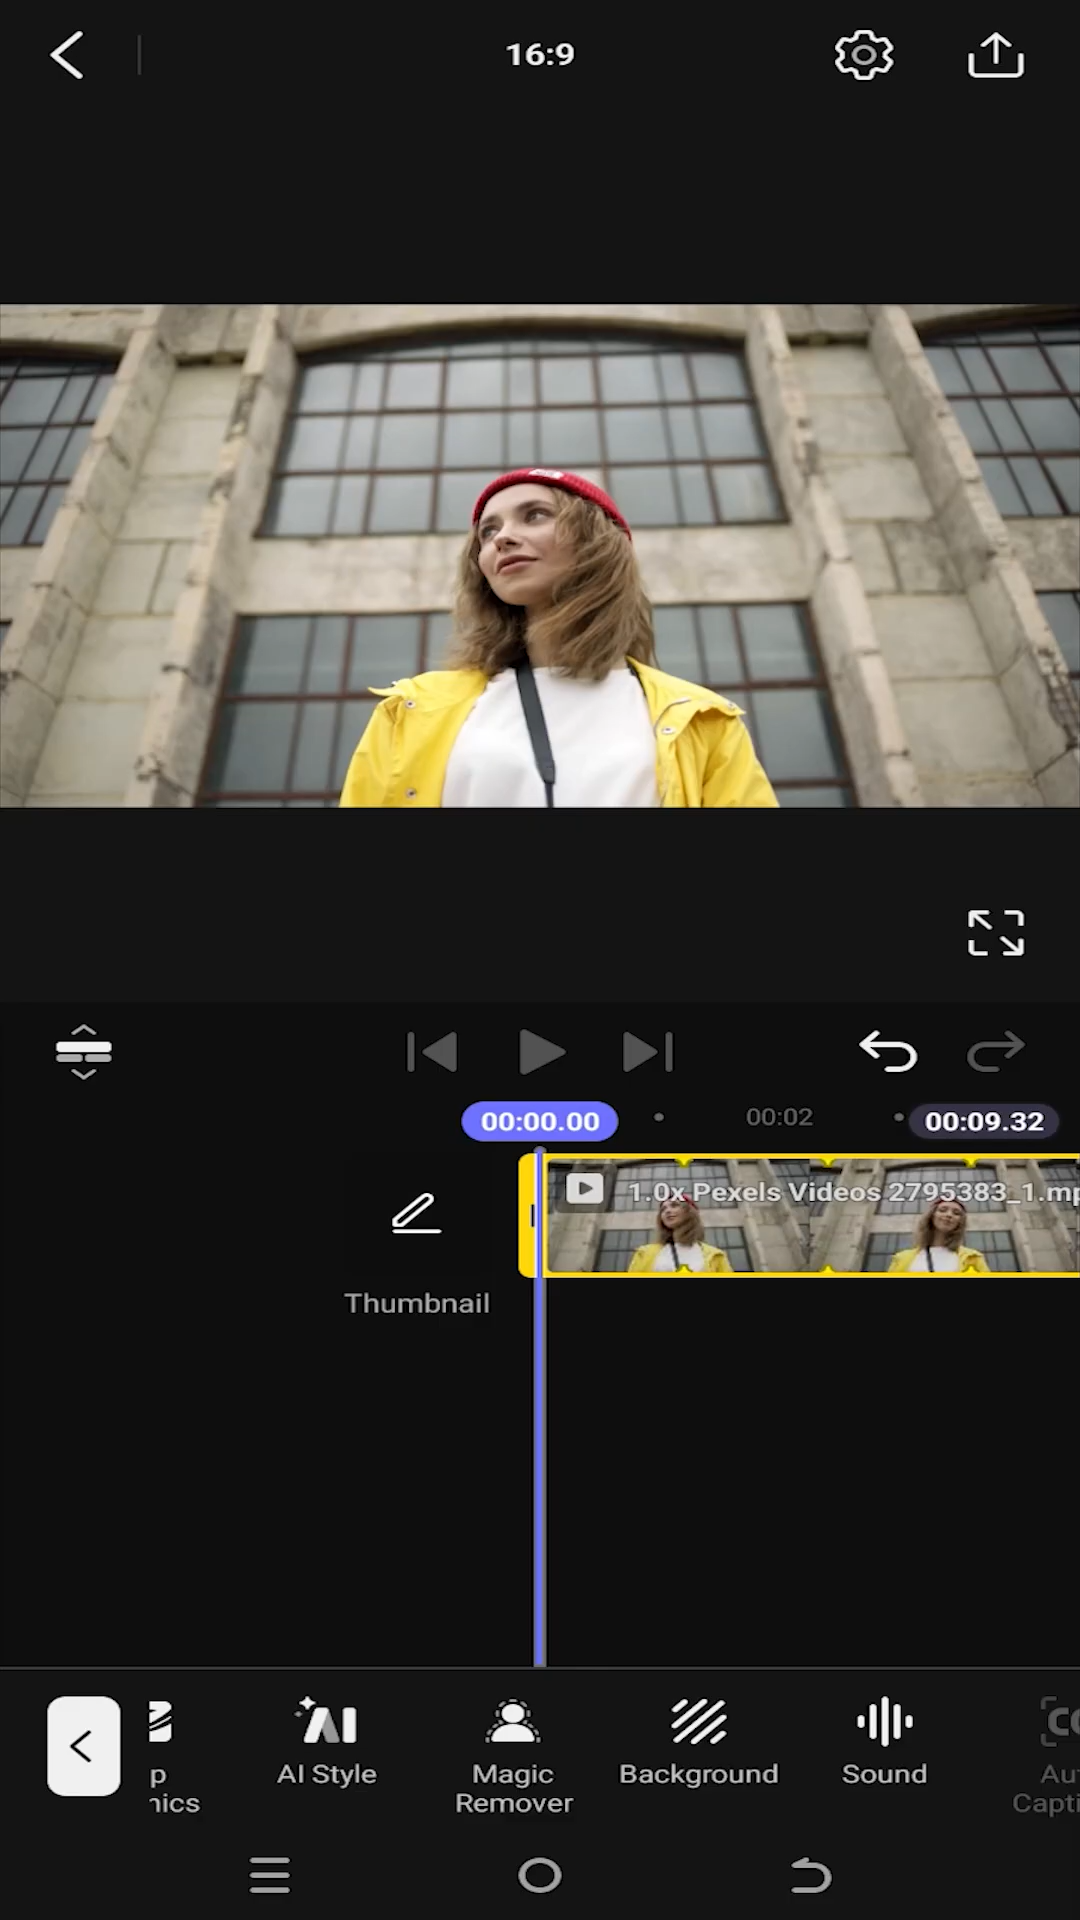 16:9
00:00.00
00:02
00:09.32
1.0x Pexels Videos 2795383_1.mp
Thumbnail
p
nics
AI Style
Magic
Remover
Background
Sound
Au
Capti